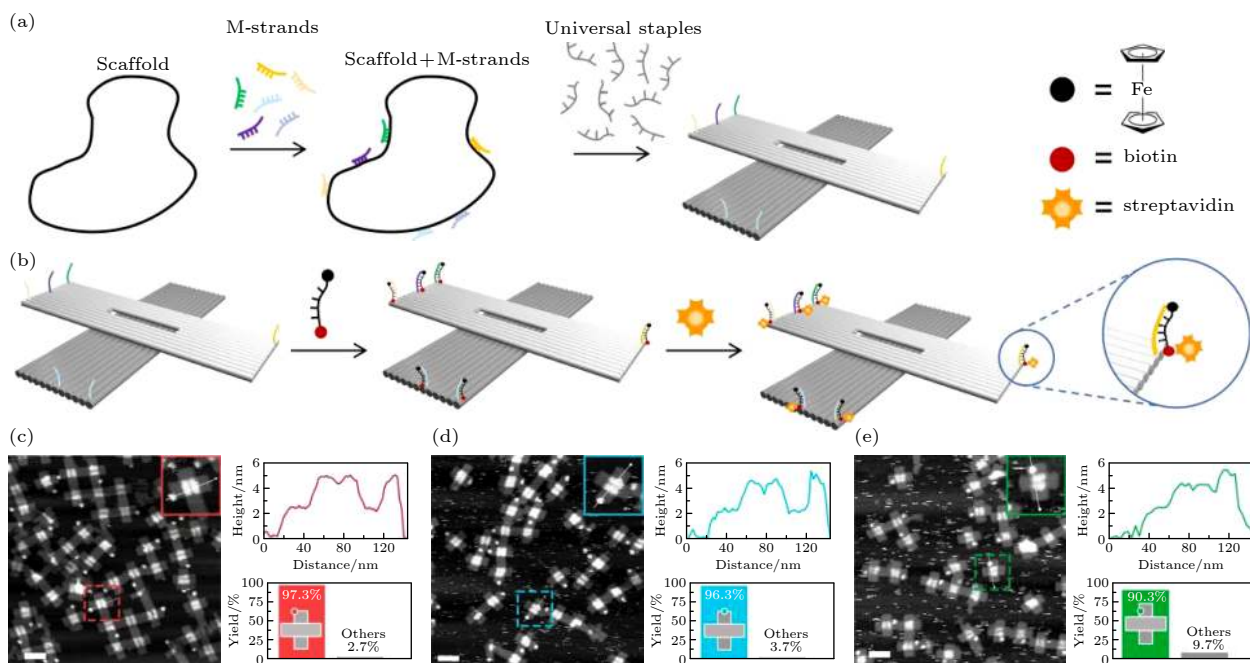 (a)
M-strands
Universal staples
Scaffold
Scaffold+M-strands
= Fe
= biotin
= streptavidin
(b)
(c)
(d)
(e)
6
4
2
0
Height/nm
0 40 80 120
Distance/nm
100
75
50
25
0
Yield/%
97.3%
Others
2.7%
6
4
2
0
Height/nm
0 40 80 120
Distance/nm
100
75
50
25
0
Yield/%
96.3%
Others
3.7%
6
4
2
0
Height/nm
0 40 80 120
Distance/nm
100
75
50
25
0
Yield/%
90.3%
Others
9.7%